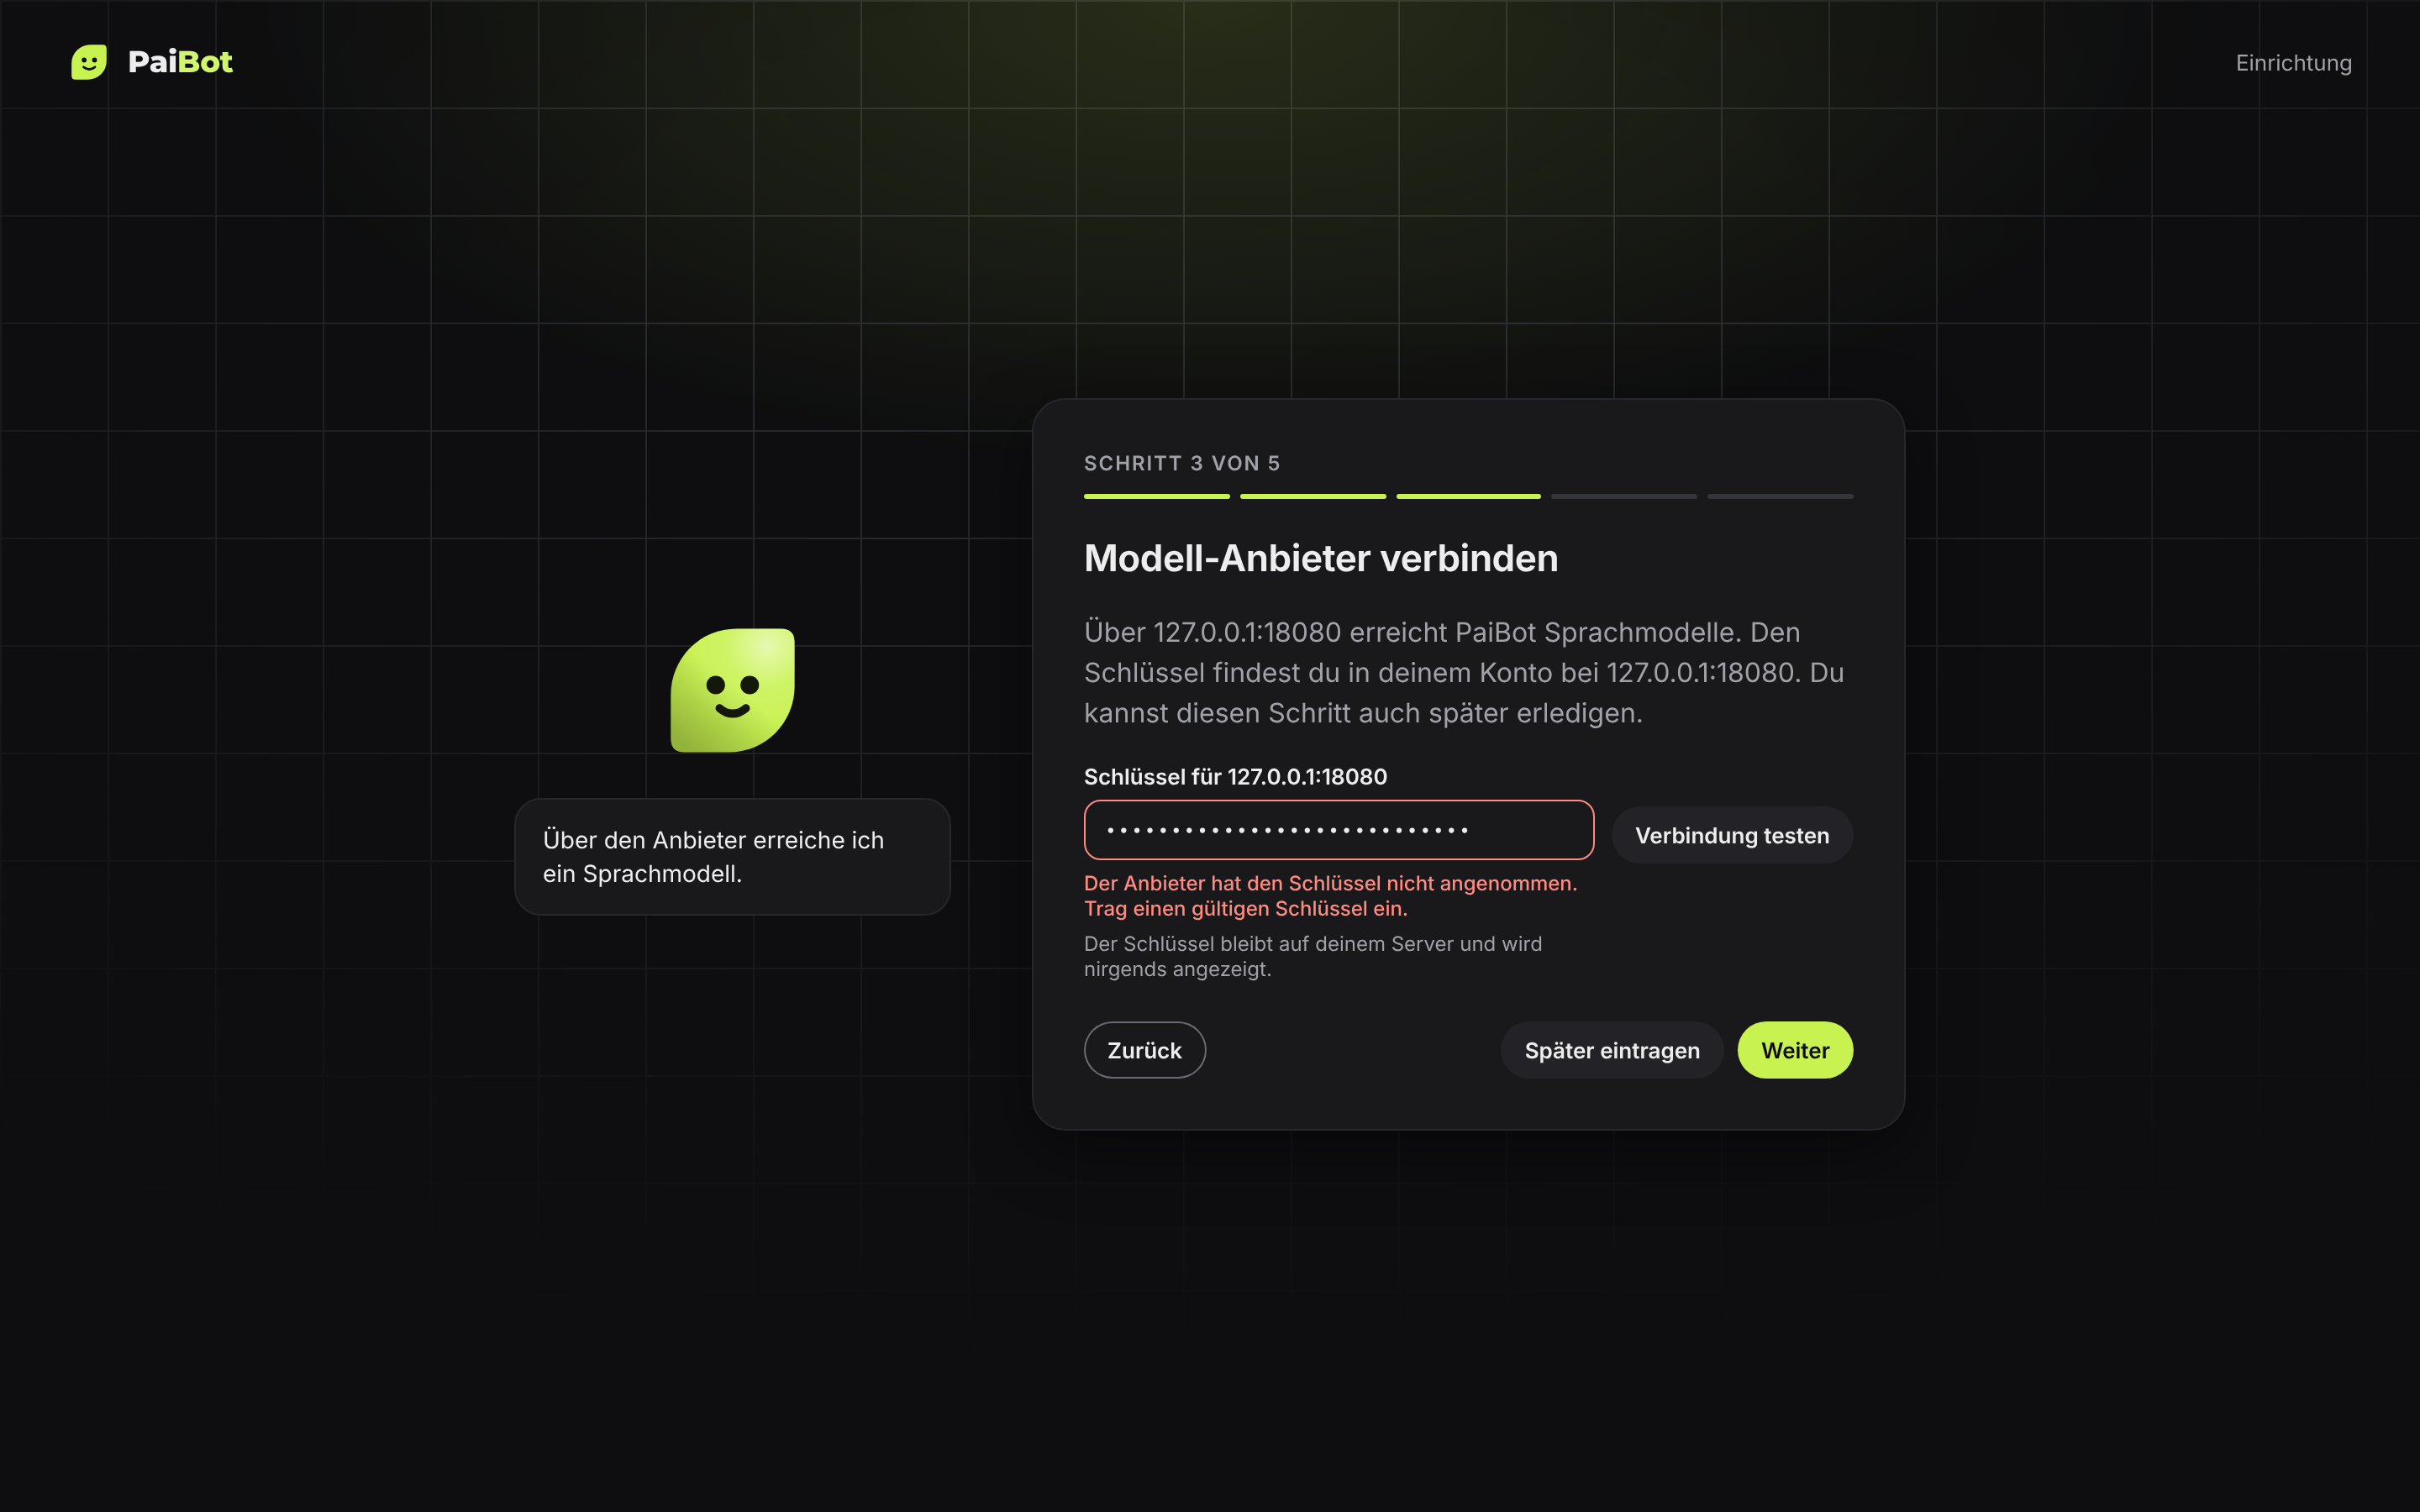 PaiBot
Einrichtung
SCHRITT 3 VON 5
Modell-Anbieter verbinden
Über 127.0.0.1:18080 erreicht PaiBot Sprachmodelle. Den
Schlüssel findest du in deinem Konto bei 127.0.0.1:18080. Du
kannst diesen Schritt auch später erledigen.
Schlüssel für 127.0.0.1:18080
Verbindung testen
Der Anbieter hat den Schlüssel nicht angenommen.
Trag einen gültigen Schlüssel ein.
Der Schlüssel bleibt auf deinem Server und wird
nirgends angezeigt.
Zurück
Später eintragen
Weiter
Über den Anbieter erreiche ich
ein Sprachmodell.